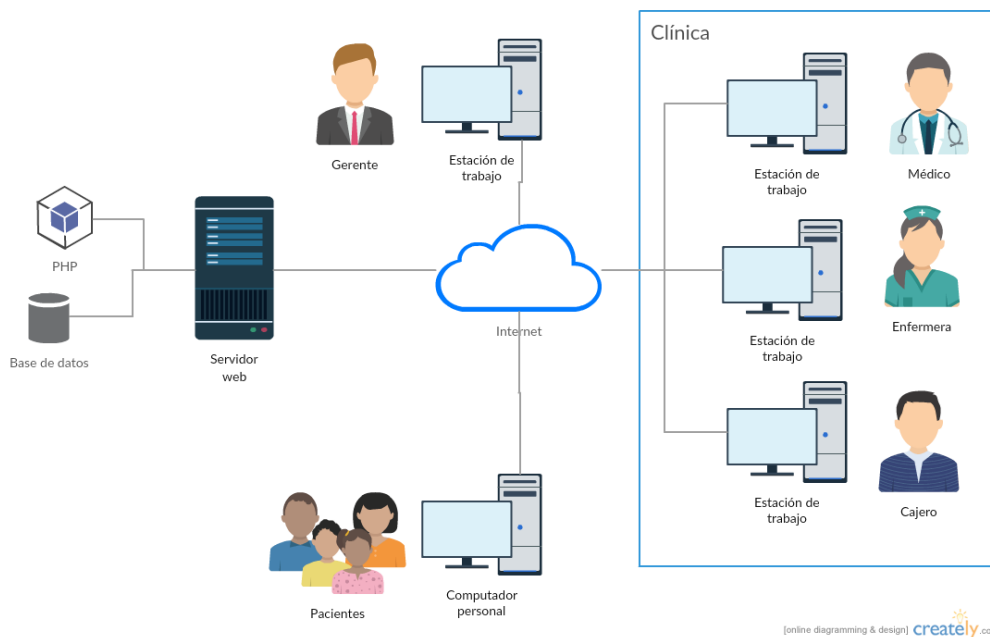 Clínica
Gerente
Estación de
trabajo
Estación de
trabajo
Médico
PHP
Base de datos
Servidor
web
Internet
Estación de
trabajo
Enfermera
Estación de
trabajo
Cajero
Pacientes
Computador
personal
[online diagramming & design] creately.co